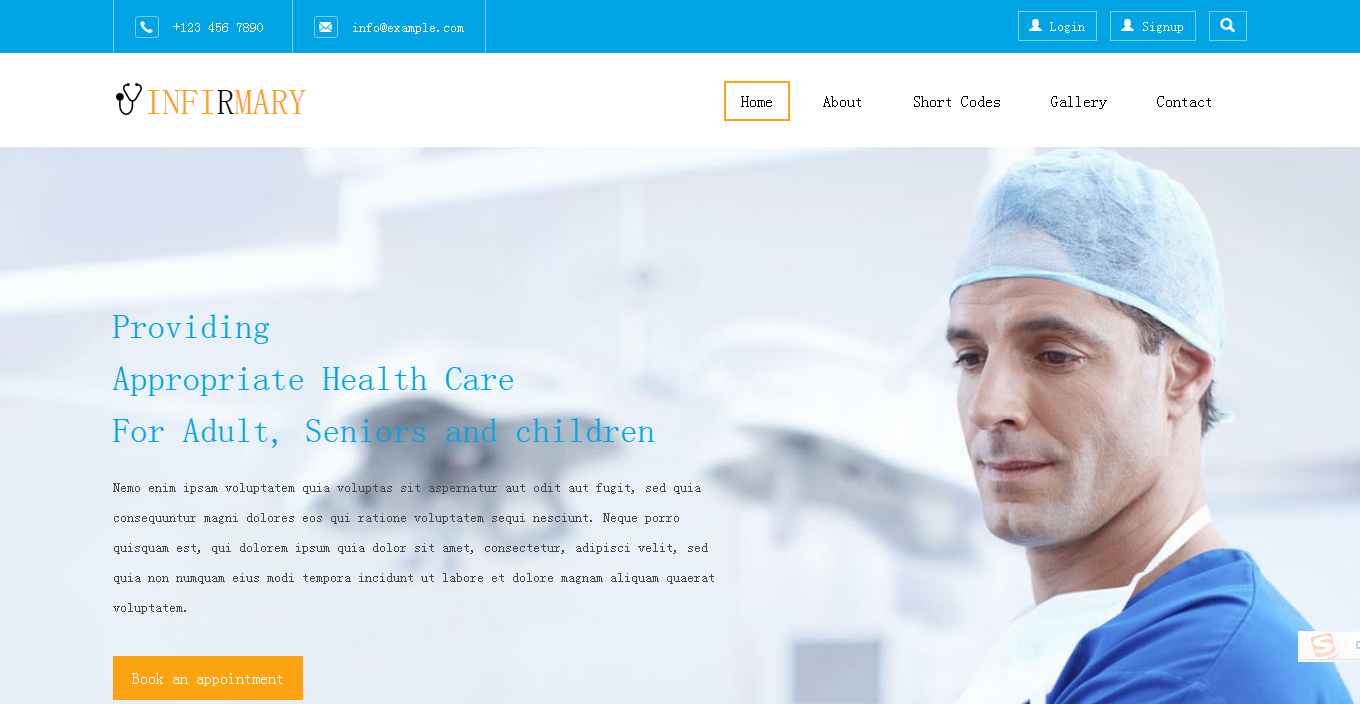 +123 456 7890
info@example.com
Login
Signup
INFIRMARY
Home
About
Short Codes
Gallery
Contact
Providing
Appropriate Health Care
For Adult, Seniors and children
Nemo enim ipsam voluptatem quia voluptas sit aspernatur aut odit aut fugit, sed quia
consequuntur magni dolores eos qui ratione voluptatem sequi nesciunt. Neque porro
quisquam est, qui dolorem ipsum quia dolor sit amet, consectetur, adipisci velit, sed
quia non numquam eius modi tempora incidunt ut labore et dolore magnam aliquam quaerat
voluptatem.
Book an appointment